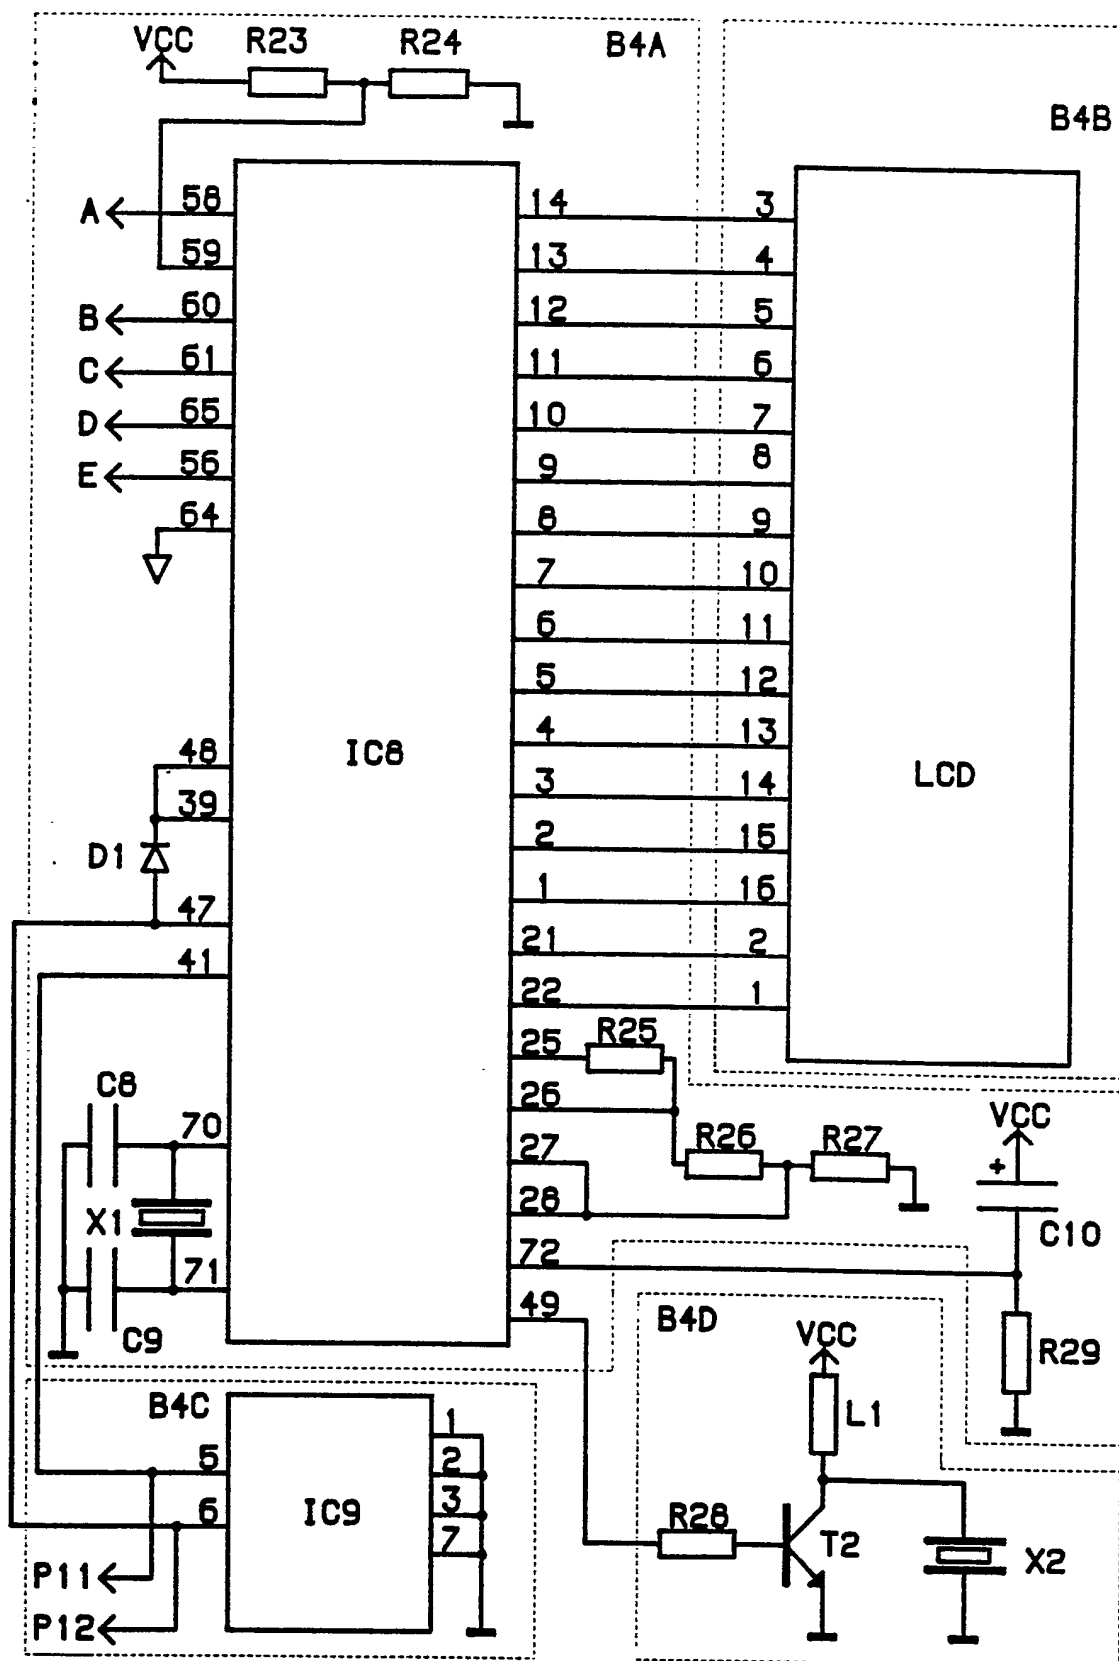 VCC R23 R24 B4A
B4B
A 58 14 3
59 13 4
B 60 12 5
C 61 11 6
D 65 10 7
E 56 9 8
64 8 9
7 10
6 11
5 12
48 IC8 4 13 LCD
39 3 14
D1 2 15
47 1 16
41 21 2
22 1
25 R25
C8 26 VCC
70 27 R26 R27 +
X1 28 C10
71 72
C9 49 B4D VCC R29
B4C 1 L1
5 2
6 IC9 3 R28 T2 X2
P11 7
P12